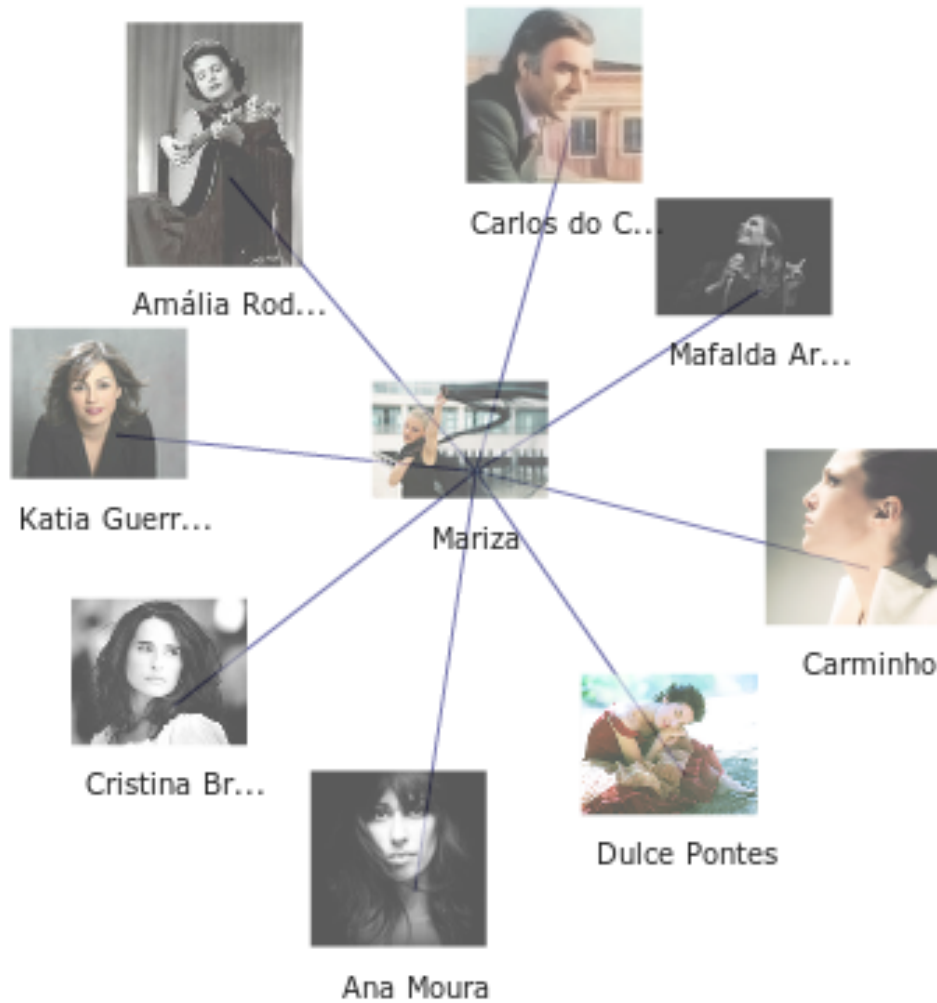 Carlos do C...
Amália Rod...
Mafalda Ar...
Katia Guerr...
Mariza
Carminho
Cristina Br...
Dulce Pontes
Ana Moura